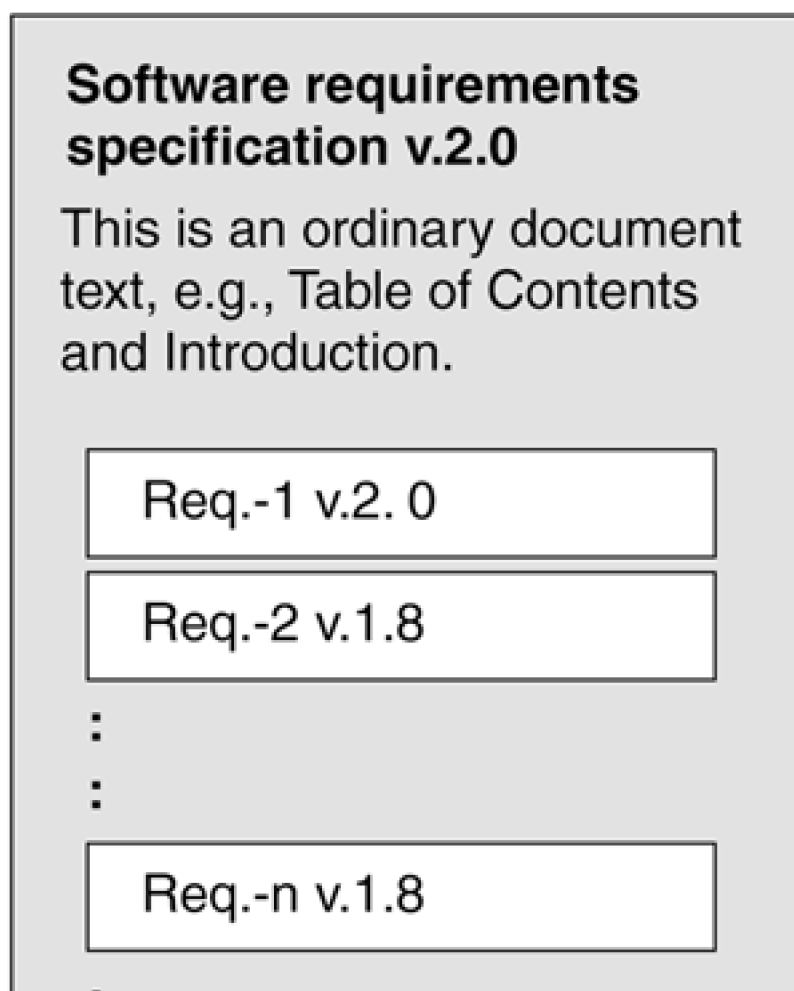 Software requirements
specification v.2.0
This is an ordinary document
text, e.g., Table of Contents
and Introduction.
Req.-1 v.2. 0
Req.-2 v.1.8
:
:
Req.-n v.1.8